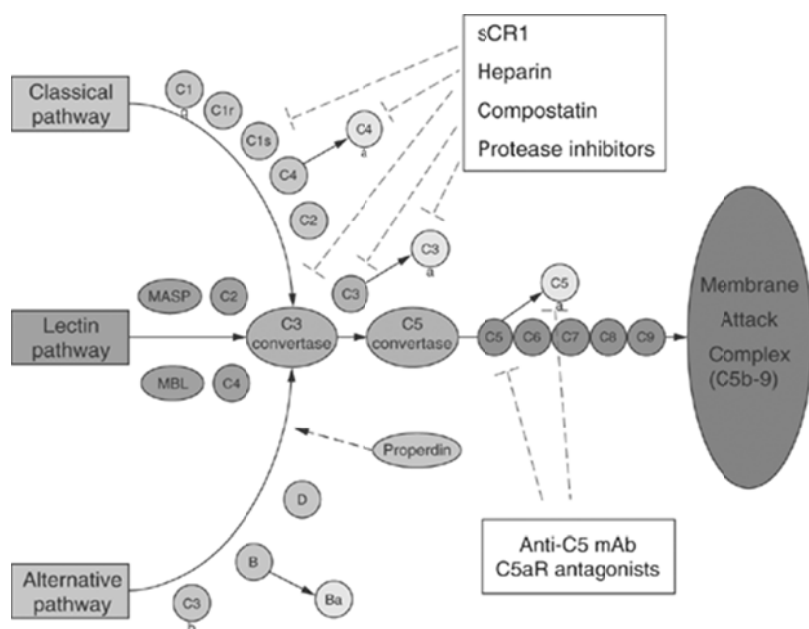 Classical
pathway
C1
q
C1r
C1s
C4
C4
a
C2
sCR1
Heparin
Compostatin
Protease inhibitors
C3
C3
a
MASP
C2
Lectin
pathway
C3
convertase
C5
convertase
MBL
C4
C5
a
C5
C6
C7
C8
C9
Membrane
Attack
Complex
(C5b-9)
Properdin
D
B
Ba
Alternative
pathway
C3
Anti-C5 mAb
C5aR antagonists